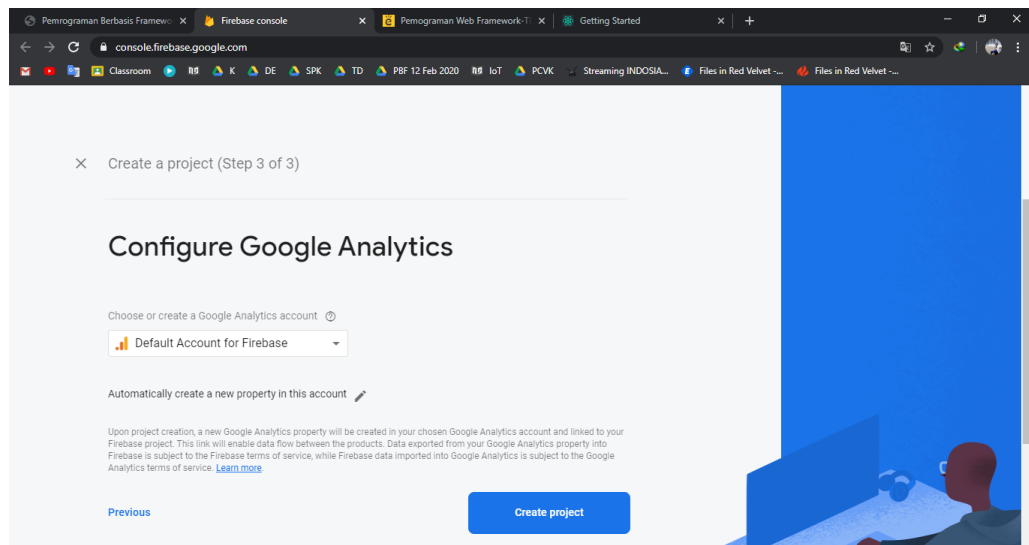 Pemrograman Berbasis Framewo
Firebase console
Pemograman Web Framework-TI
Getting Started
console.firebase.google.com
Classroom
K
DE
SPK
TD
PBF 12 Feb 2020
IoT
PCVK
Streaming INDOSIA...
Files in Red Velvet -...
Files in Red Velvet -...
Create a project (Step 3 of 3)
Configure Google Analytics
Choose or create a Google Analytics account
Default Account for Firebase
Automatically create a new property in this account
Upon project creation, a new Google Analytics property will be created in your chosen Google Analytics account and linked to your
Firebase project. This link will enable data flow between the products. Data exported from your Google Analytics property into
Firebase is subject to the Firebase terms of service, while Firebase data imported into Google Analytics is subject to the Google
Analytics terms of service. Learn more.
Previous
Create project